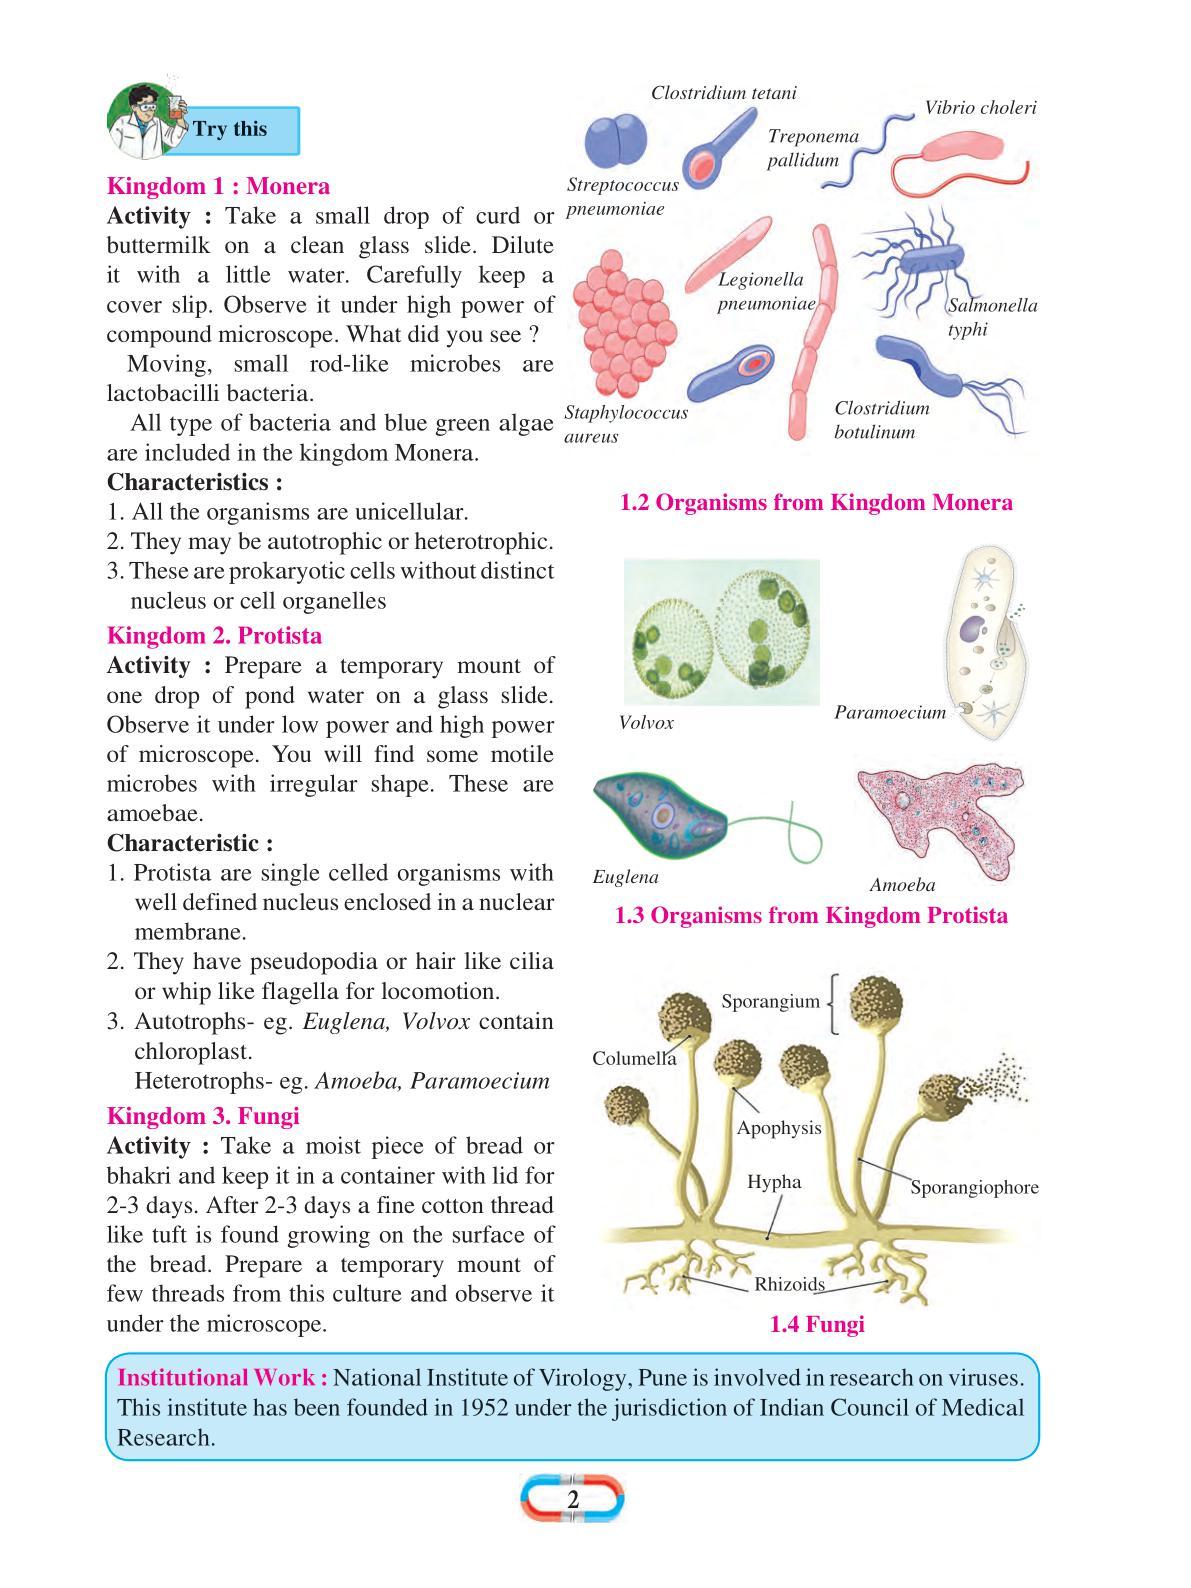 Try this
Kingdom 1 : Monera
Activity : Take a small drop of curd or
buttermilk on a clean glass slide. Dilute
it with a little water. Carefully keep a
cover slip. Observe it under high power of
compound microscope. What did you see ?
Moving, small rod-like microbes are
lactobacilli bacteria.
All type of bacteria and blue green algae
are included in the kingdom Monera.
Characteristics :
1. All the organisms are unicellular.
2. They may be autotrophic or heterotrophic.
3. These are prokaryotic cells without distinct
nucleus or cell organelles
Kingdom 2. Protista
Activity : Prepare a temporary mount of
one drop of pond water on a glass slide.
Observe it under low power and high power
of microscope. You will find some motile
microbes with irregular shape. These are
amoebae.
Characteristic :
1. Protista are single celled organisms with
well defined nucleus enclosed in a nuclear
membrane.
2. They have pseudopodia or hair like cilia
or whip like flagella for locomotion.
3. Autotrophs- eg. Euglena, Volvox contain
chloroplast.
Heterotrophs- eg. Amoeba, Paramoecium
Kingdom 3. Fungi
Activity : Take a moist piece of bread or
bhakri and keep it in a container with lid for
2-3 days. After 2-3 days a fine cotton thread
like tuft is found growing on the surface of
the bread. Prepare a temporary mount of
few threads from this culture and observe it
under the microscope.
Clostridium tetani
Vibrio choleri
Treponema
pallidum
Streptococcus
pneumoniae
Legionella
pneumoniae
Salmonella
typhi
Staphylococcus
aureus
Clostridium
botulinum
1.2 Organisms from Kingdom Monera
Volvox
Paramoecium
Euglena
Amoeba
1.3 Organisms from Kingdom Protista
Sporangium
Columella
Apophysis
Hypha
Sporangiophore
Rhizoids
1.4 Fungi
Institutional Work : National Institute of Virology, Pune is involved in research on viruses.
This institute has been founded in 1952 under the jurisdiction of Indian Council of Medical
Research.
2